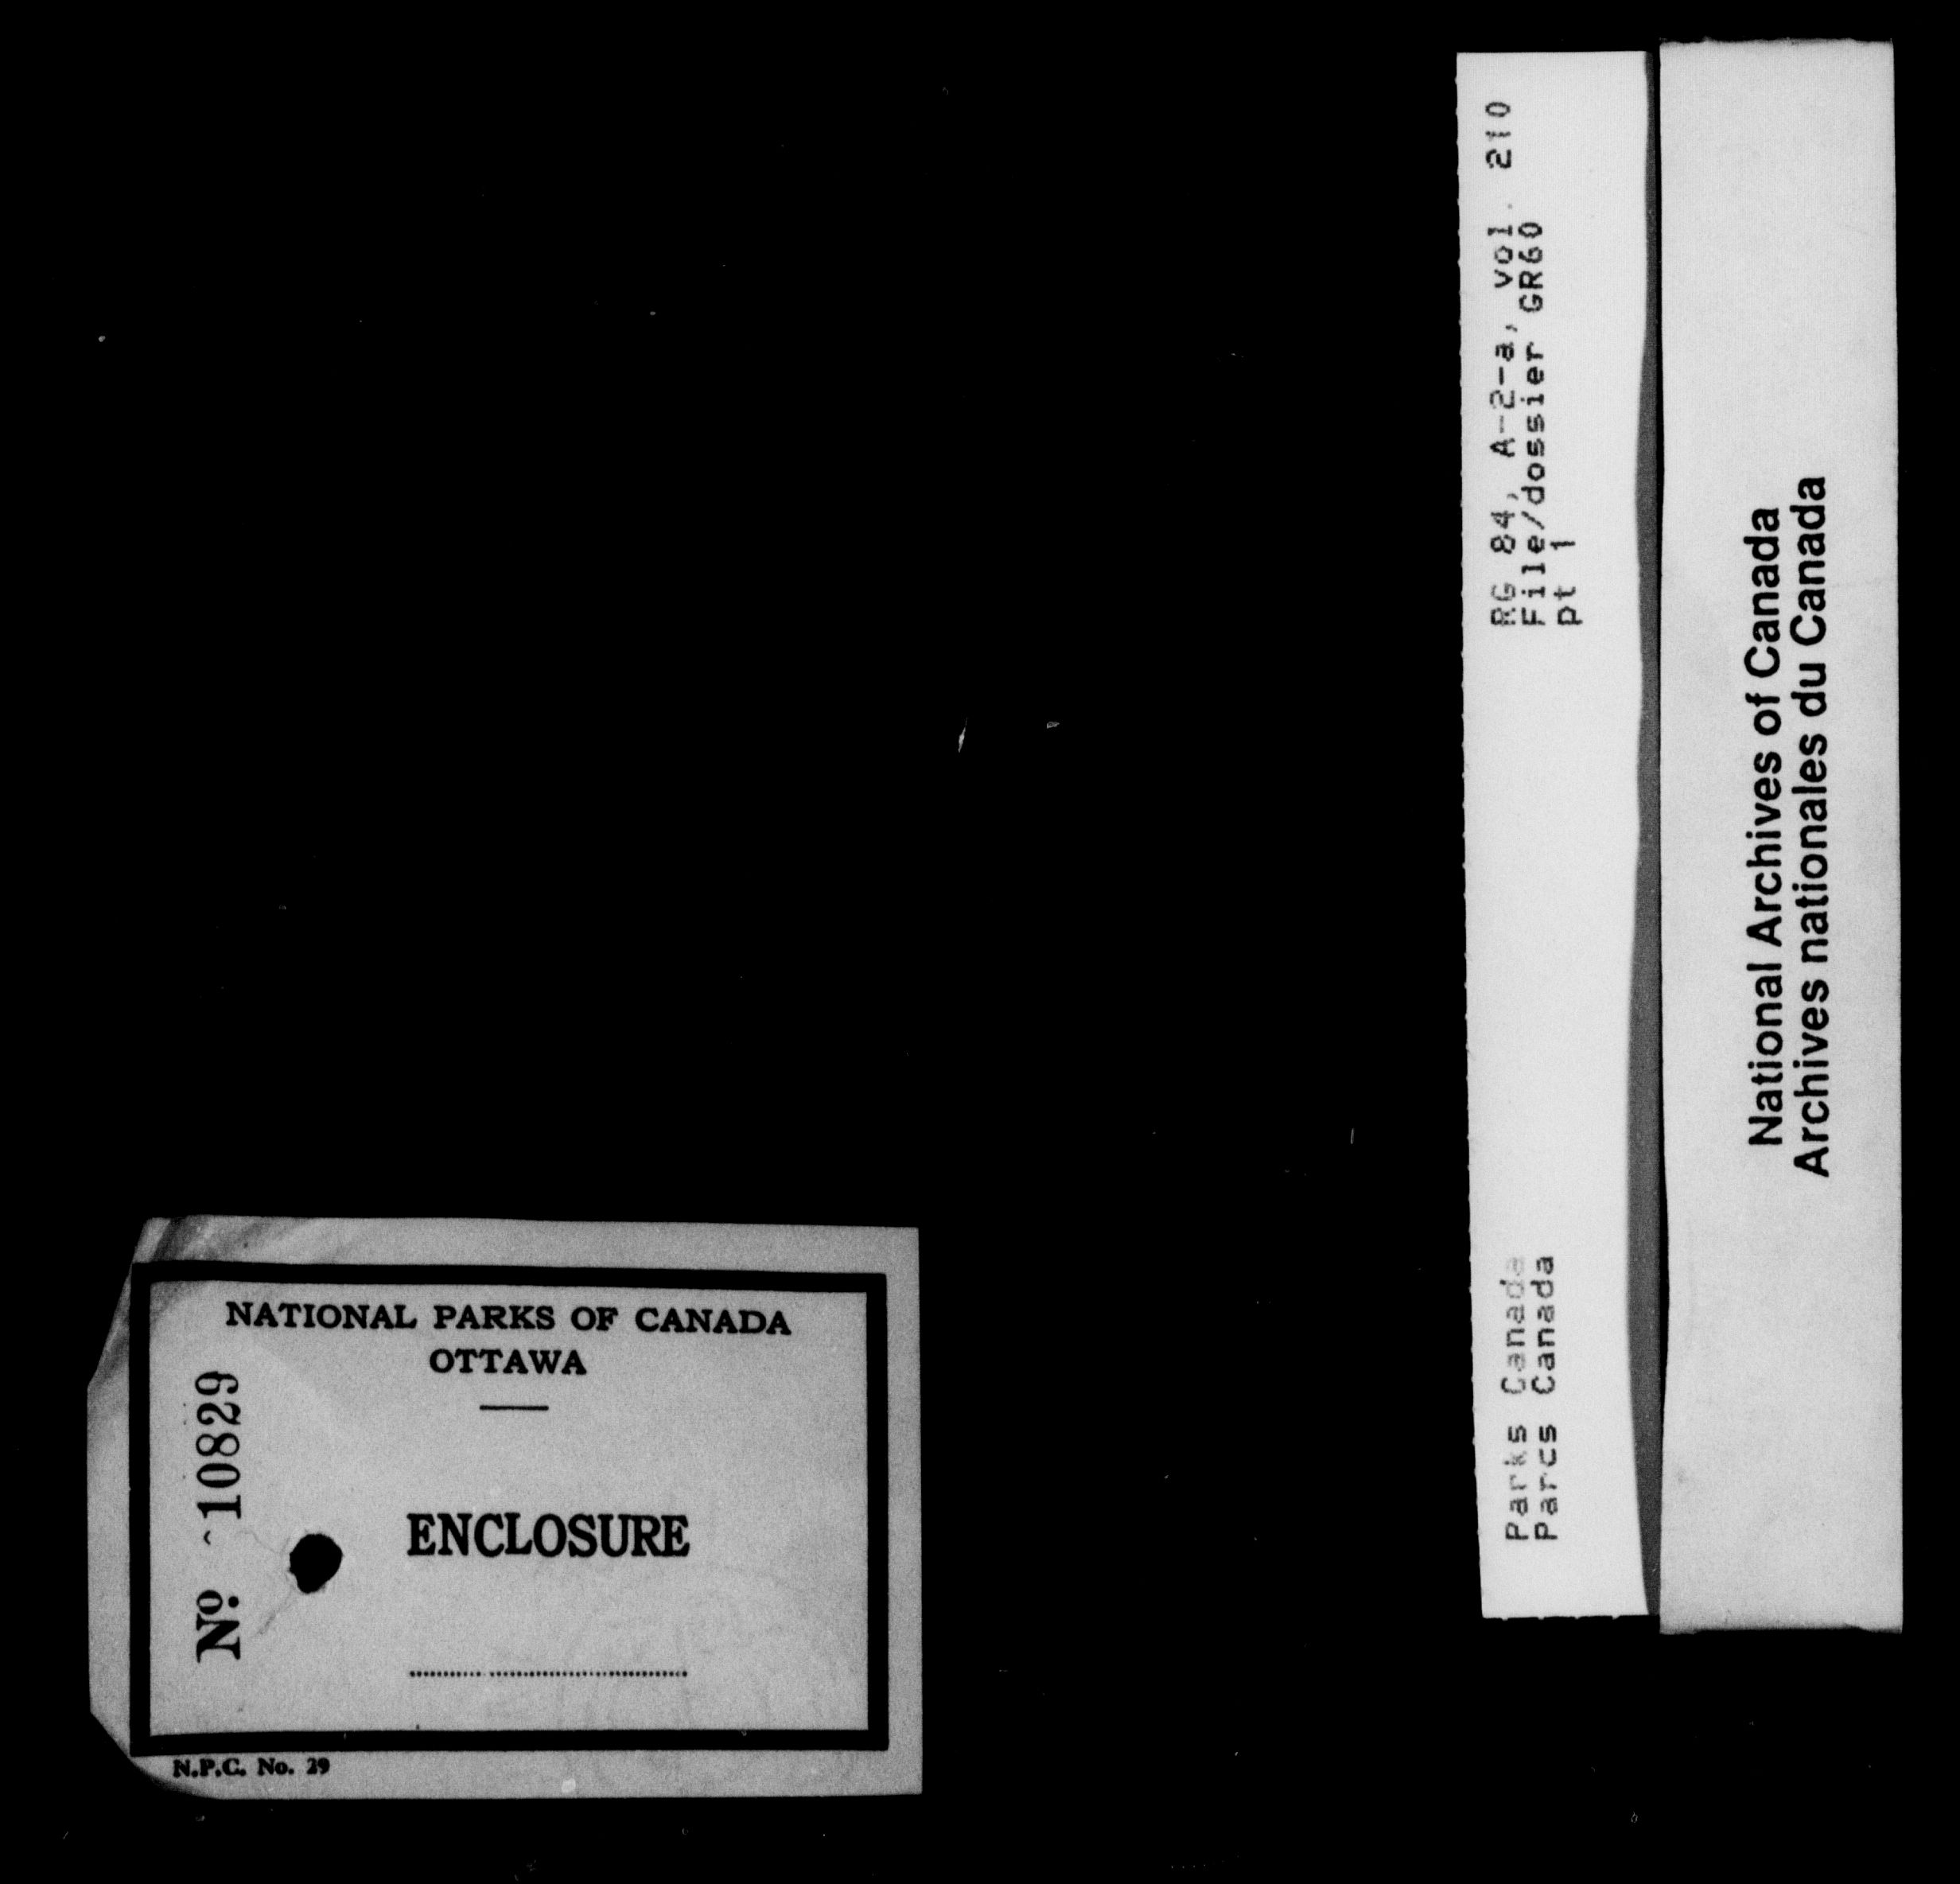 NATIONAL PARKS OF CANADA
OTTAWA
Nº 10829
ENCLOSURE
N.P.C. No. 29
Parks Canada
Parcs Canada
RG 84, A-2-a, vol. 210
File/dossier GR60
pt 1
National Archives of Canada
Archives nationales du Canada